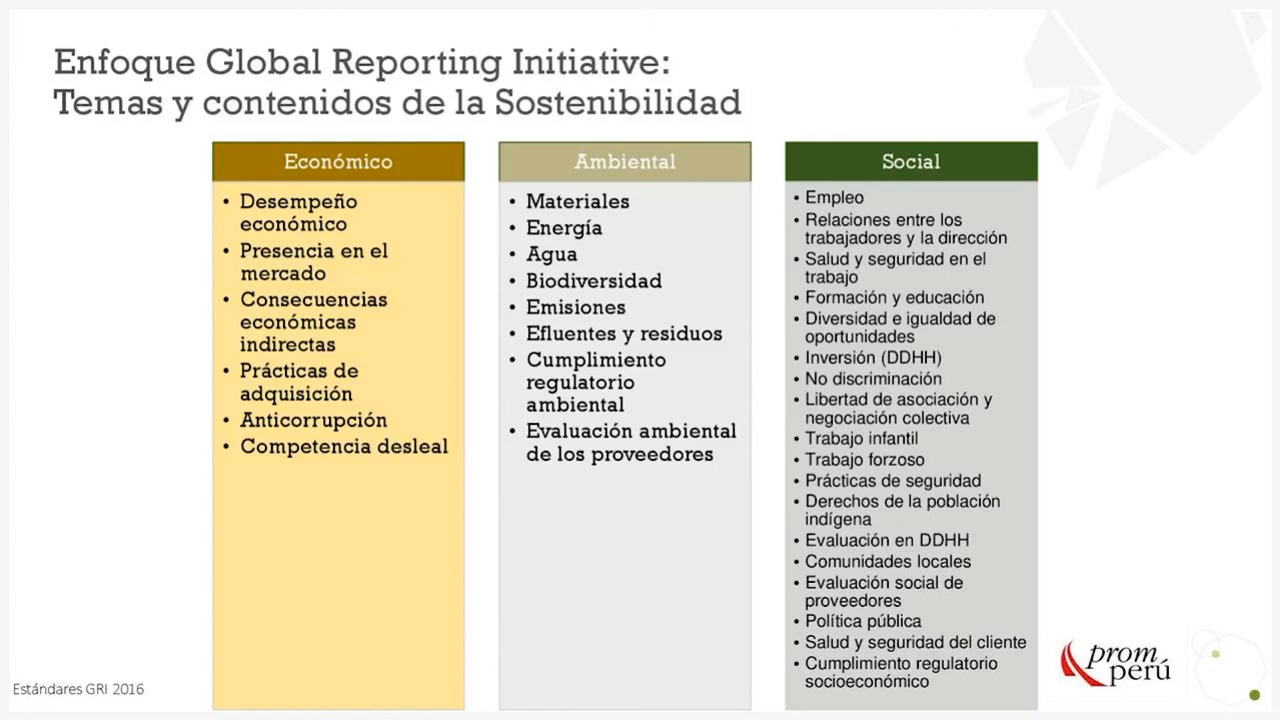 Enfoque Global Reporting Initiative:
Temas y contenidos de la Sostenibilidad
Económico
• Desempeño
económico
• Presencia en el
mercado
• Consecuencias
económicas
indirectas
• Prácticas de
adquisición
• Anticorrupción
• Competencia desleal
Ambiental
• Materiales
• Energía
• Agua
• Biodiversidad
• Emisiones
• Efluentes y residuos
• Cumplimiento
regulatorio
ambiental
• Evaluación ambiental
de los proveedores
Social
• Empleo
• Relaciones entre los
trabajadores y la dirección
• Salud y seguridad en el
trabajo
• Formación y educación
• Diversidad e igualdad de
oportunidades
• Inversión (DDHH)
• No discriminación
• Libertad de asociación y
negociación colectiva
• Trabajo infantil
• Trabajo forzoso
• Prácticas de seguridad
• Derechos de la población
indígena
• Evaluación en DDHH
• Comunidades locales
• Evaluación social de
proveedores
• Política pública
• Salud y seguridad del cliente
• Cumplimiento regulatorio
socioeconómico
Estándares GRI 2016
prom
perú